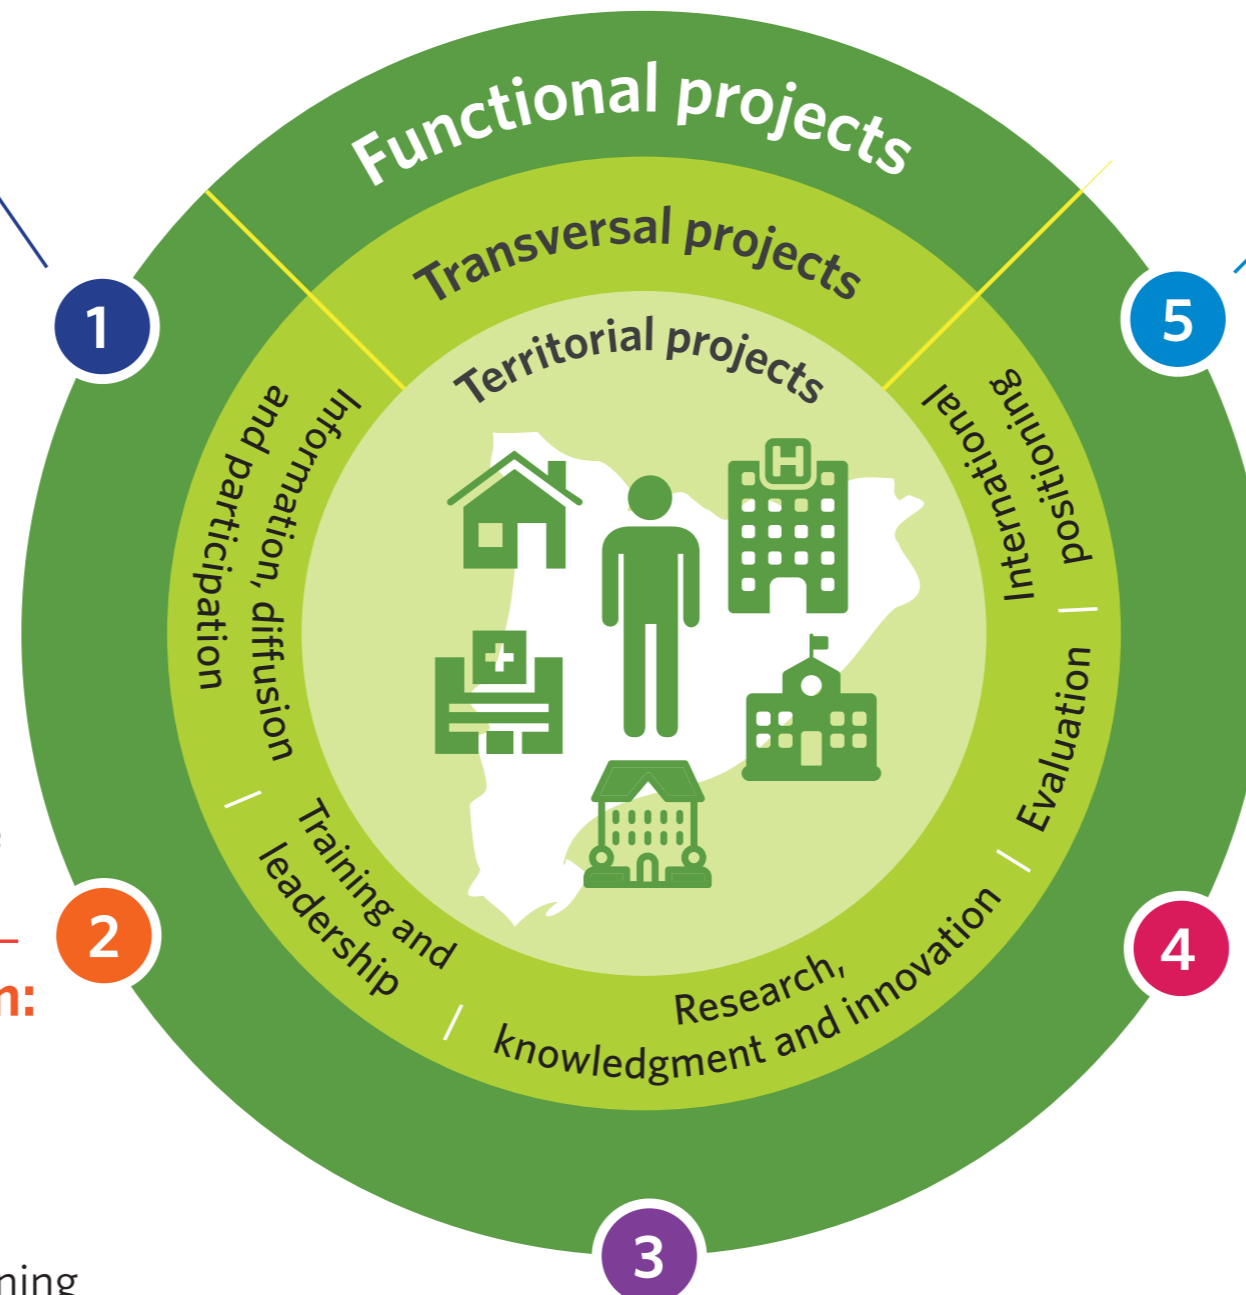 Functional projects
Transversal projects
Territorial projects
1
5
Information, diffusion
and participation
International
positioning
H
Evaluation
Training and
leadership
2
4
Research,
knowledgment and innovation
3